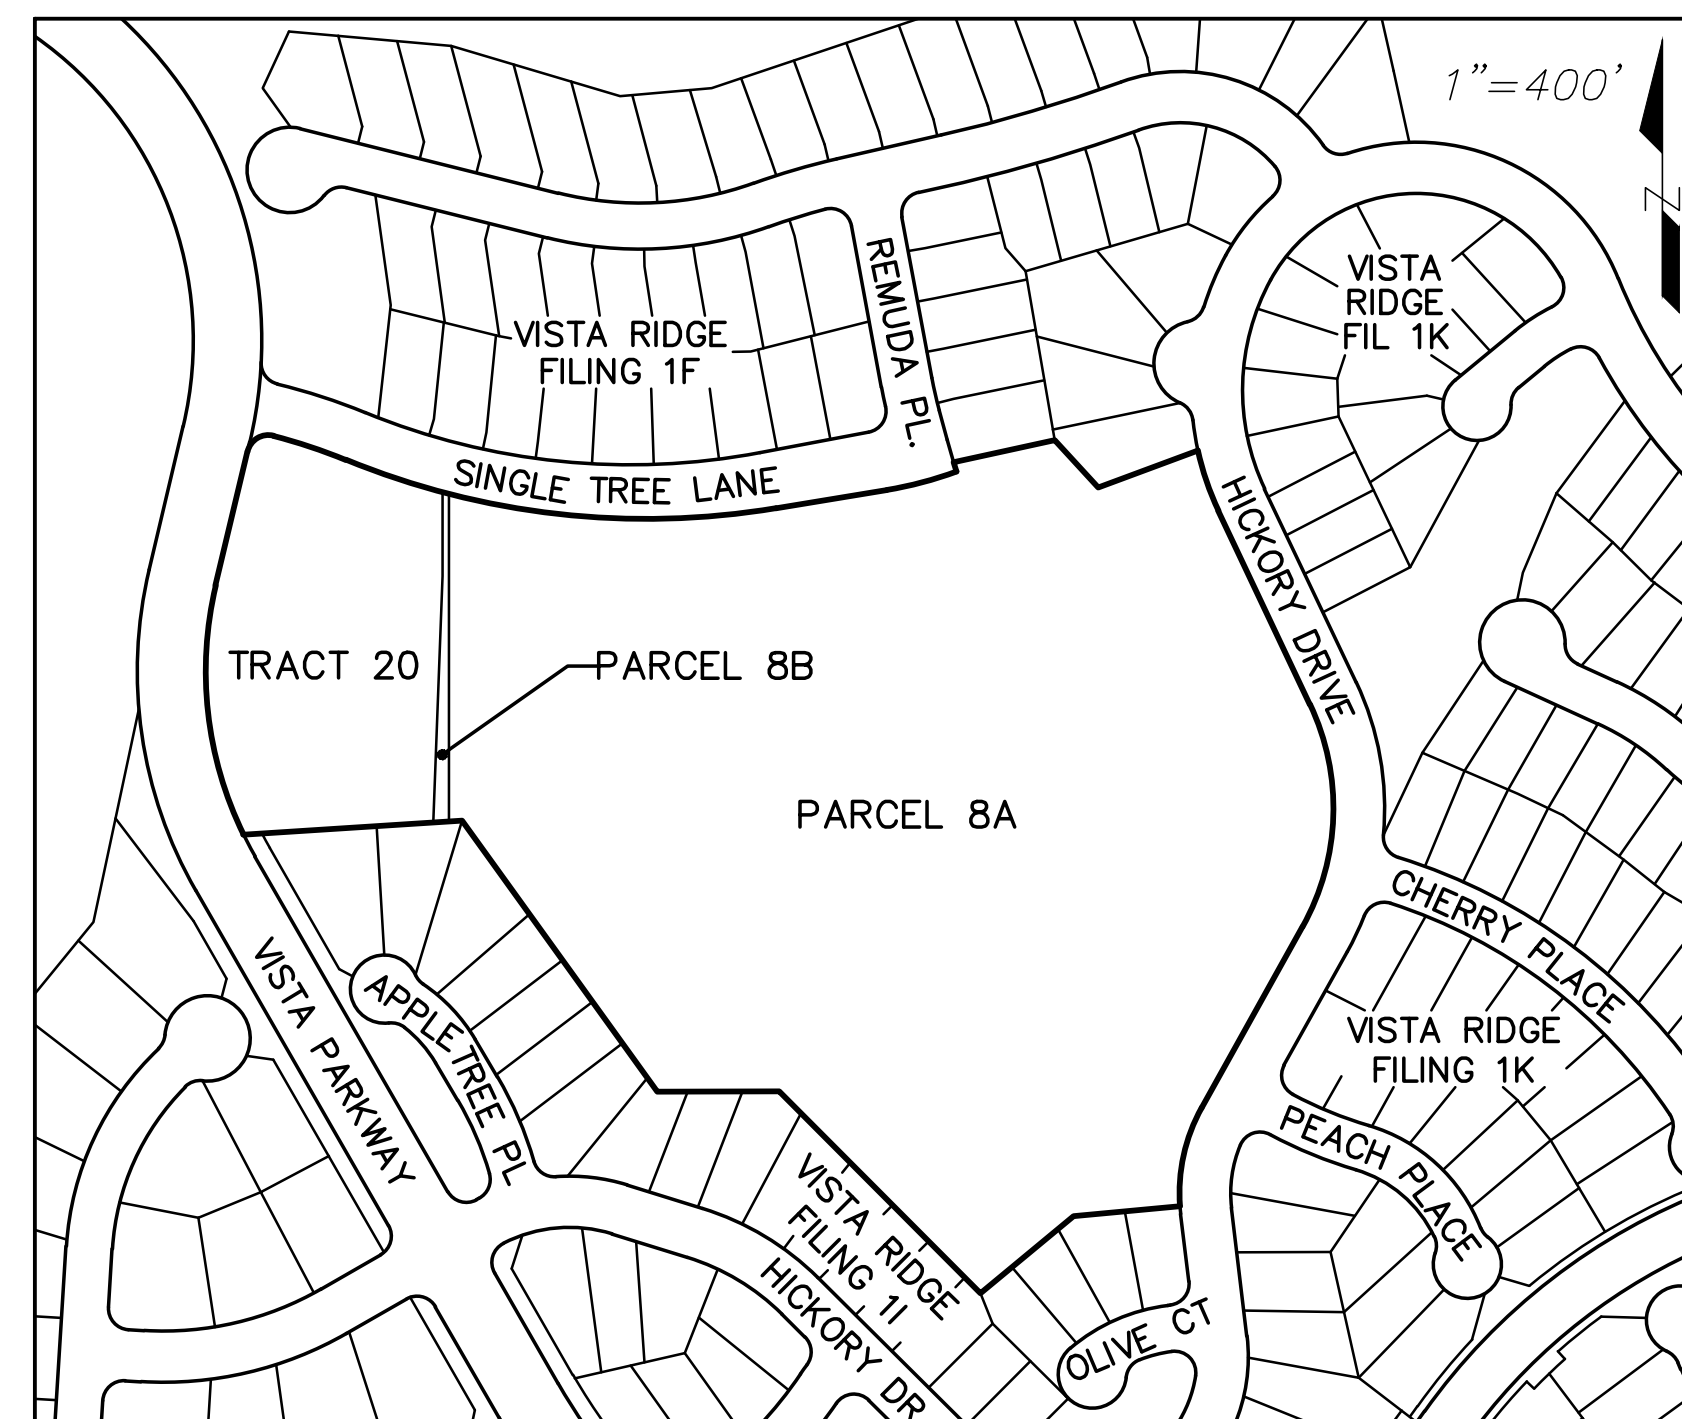 1"=400'
N
VISTA
RIDGE
FIL 1K
REMUDA PL.
VISTA RIDGE
FILING 1F
SINGLE TREE LANE
HICKORY DRIVE
TRACT 20
PARCEL 8B
PARCEL 8A
CHERRY PLACE
VISTA PARKWAY
APPLETREE PL
VISTA RIDGE
FILING 1K
PEACH PLACE
VISTA RIDGE
FILING 1I
HICKORY DR
OLIVE CT